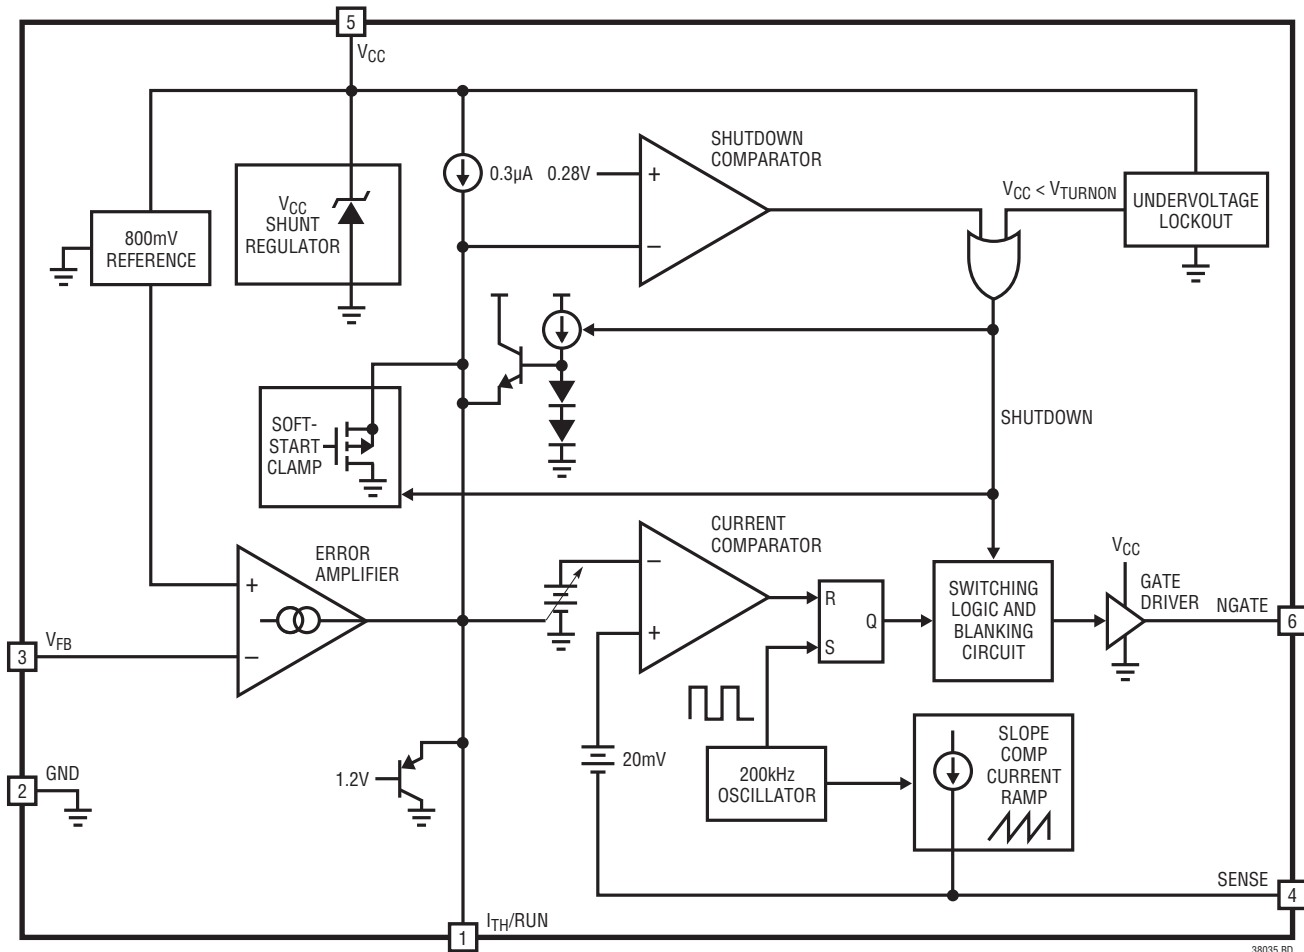 5
VCC
0.3µA
0.28V
+
–
SHUTDOWN
COMPARATOR
VCC < VTURNON
UNDERVOLTAGE
LOCKOUT
VCC
SHUNT
REGULATOR
800mV
REFERENCE
SOFT-
START
CLAMP
SHUTDOWN
ERROR
AMPLIFIER
+
–
CURRENT
COMPARATOR
–
+
R
S
Q
SWITCHING
LOGIC AND
BLANKING
CIRCUIT
VCC
GATE
DRIVER
NGATE
6
3
VFB
2
GND
1.2V
20mV
200kHz
OSCILLATOR
SLOPE
COMP
CURRENT
RAMP
SENSE
4
1
ITH/RUN
38035 BD